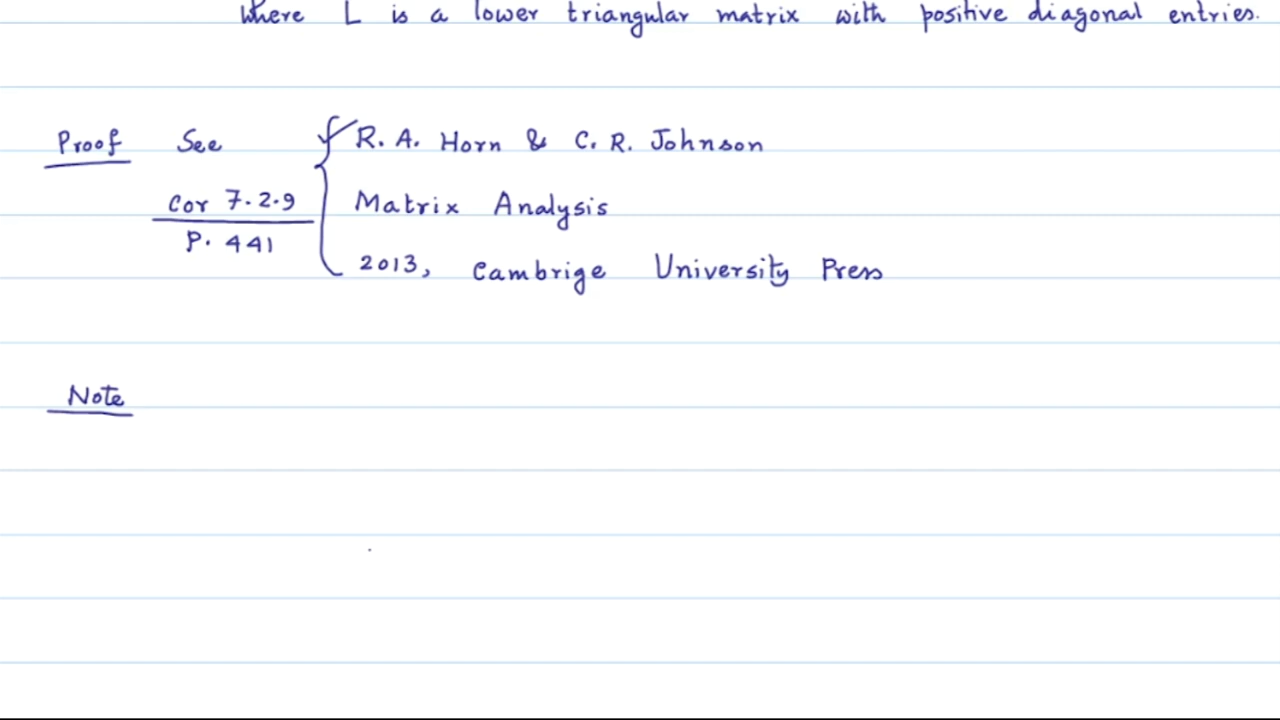 where L is a lower triangular matrix with positive diagonal entries.
Proof See R. A. Horn & C. R. Johnson
Cor 7.2.9 Matrix Analysis
P. 441 2013, Cambrige University Press
Note